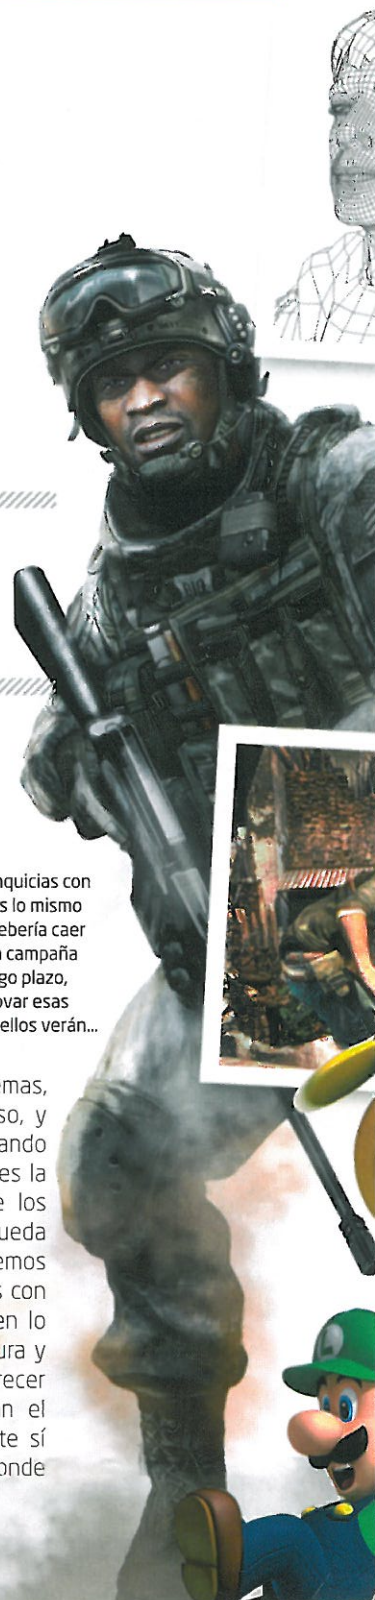 nquicias con
s lo mismo
ebería caer
a campaña
go plazo,
ovar esas
ellos verán...
emas,
so, y
ando
es la
e los
ueda
emos
s con
en lo
ura y
recer
n el
te sí
onde
L